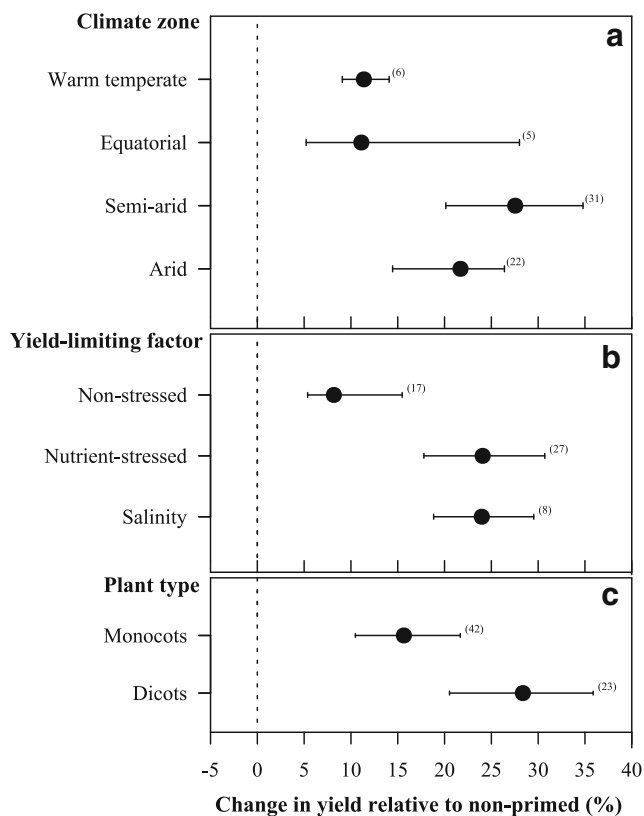 Climate zone
a
Warm temperate
(6)
Equatorial
(5)
Semi-arid
(31)
Arid
(22)
Yield-limiting factor
b
Non-stressed
(17)
Nutrient-stressed
(27)
Salinity
(8)
Plant type
c
Monocots
(42)
Dicots
(23)
-5 0 5 10 15 20 25 30 35 40
Change in yield relative to non-primed (%)